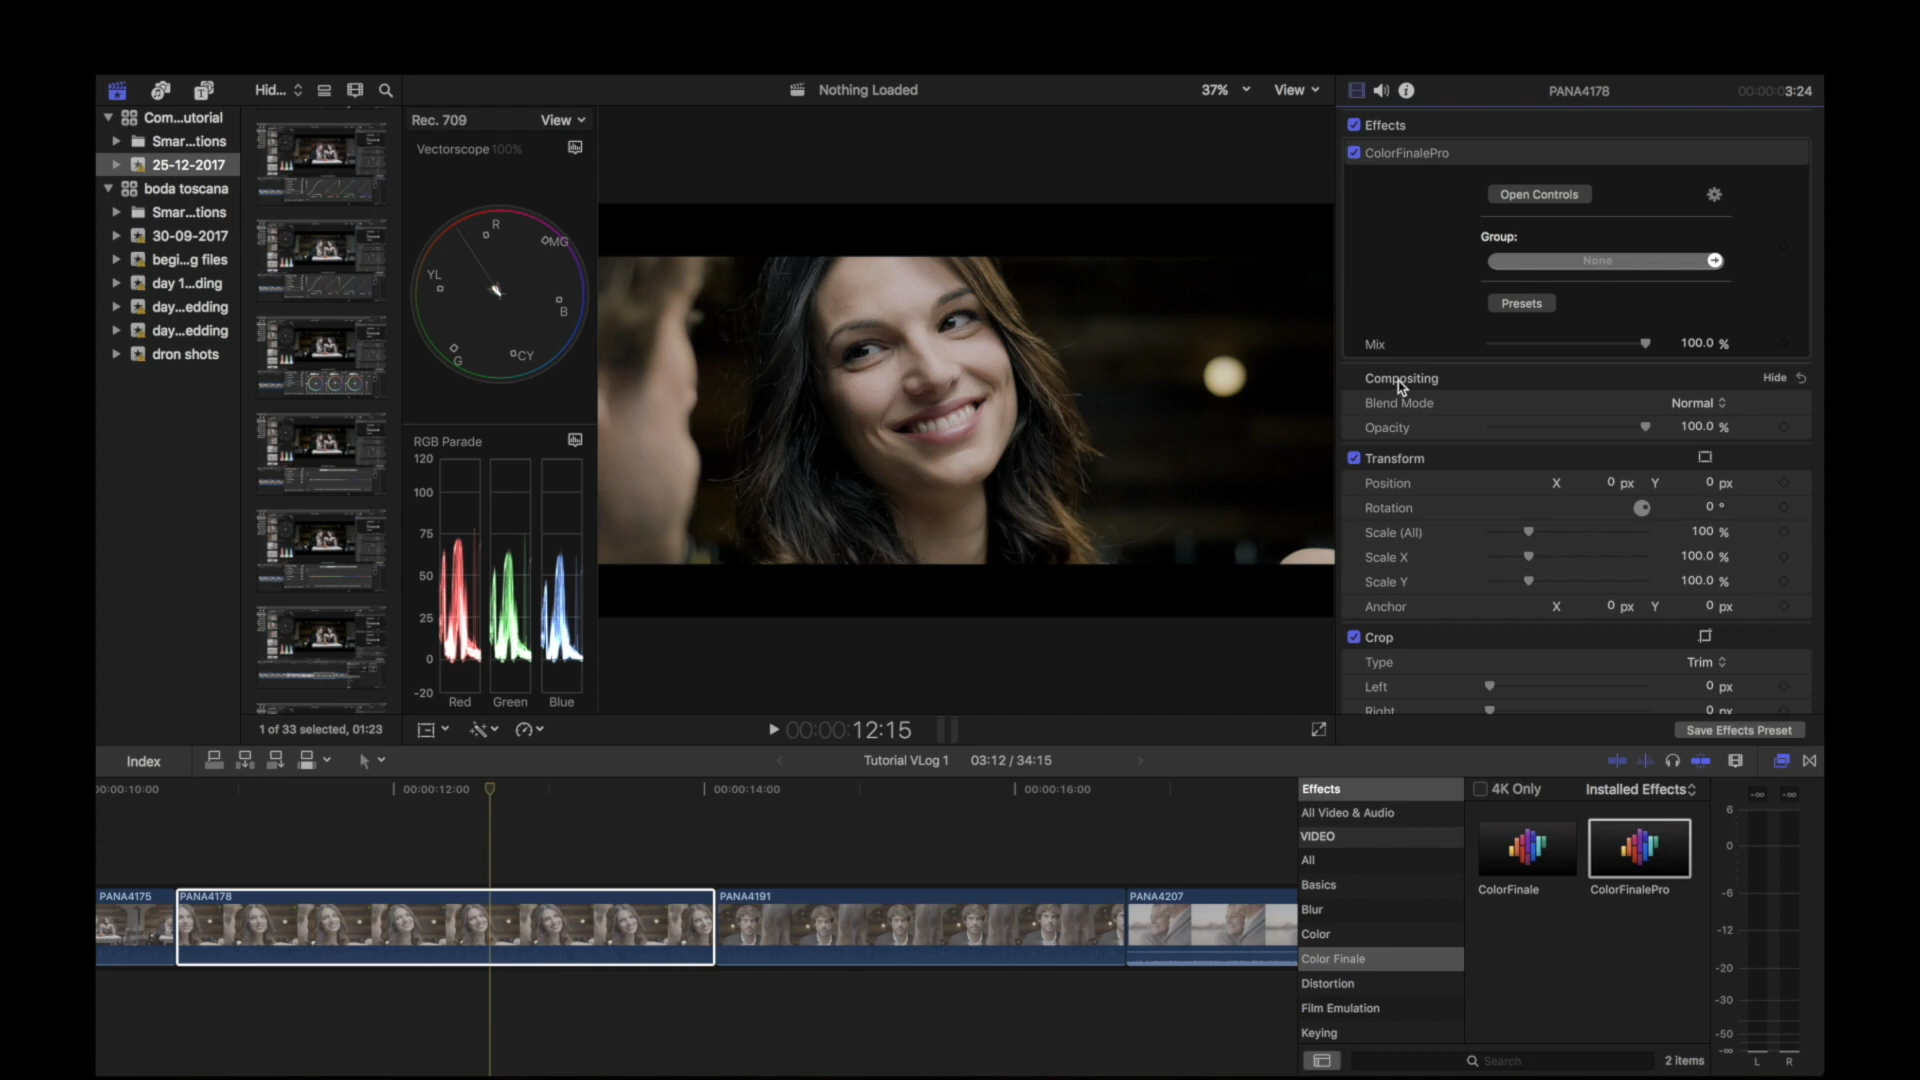 Hid...
Nothing Loaded
37%
View
PANA4178
00:00:03:24
Com...utorial
Smar...tions
25-12-2017
boda toscana
Smar...tions
30-09-2017
begi...g files
day 1...ding
day...edding
day...edding
dron shots
1 of 33 selected, 01:23
Rec. 709
View
Vectorscope 100%
R
MG
YL
B
G
CY
RGB Parade
120
100
75
50
25
0
-20
Red
Green
Blue
00:00:12:15
Effects
ColorFinalePro
Open Controls
Group:
None
Presets
Mix
100.0 %
Compositing
Hide
Blend Mode
Normal
Opacity
100.0 %
Transform
Position X 0 px Y 0 px
Rotation 0 °
Scale (All) 100 %
Scale X 100.0 %
Scale Y 100.0 %
Anchor X 0 px Y 0 px
Crop
Type Trim
Left 0 px
Right 0 px
Save Effects Preset
Index
Tutorial VLog 1 03:12 / 34:15
00:00:10:00
00:00:12:00
00:00:14:00
00:00:16:00
PANA4175
PANA4178
PANA4191
PANA4207
Effects
All Video & Audio
VIDEO
All
Basics
Blur
Color
Color Finale
Distortion
Film Emulation
Keying
4K Only
Installed Effects
ColorFinale
ColorFinalePro
Search
2 items
-∞ -∞
6
0
-6
-12
-20
-30
-50
-∞
L R